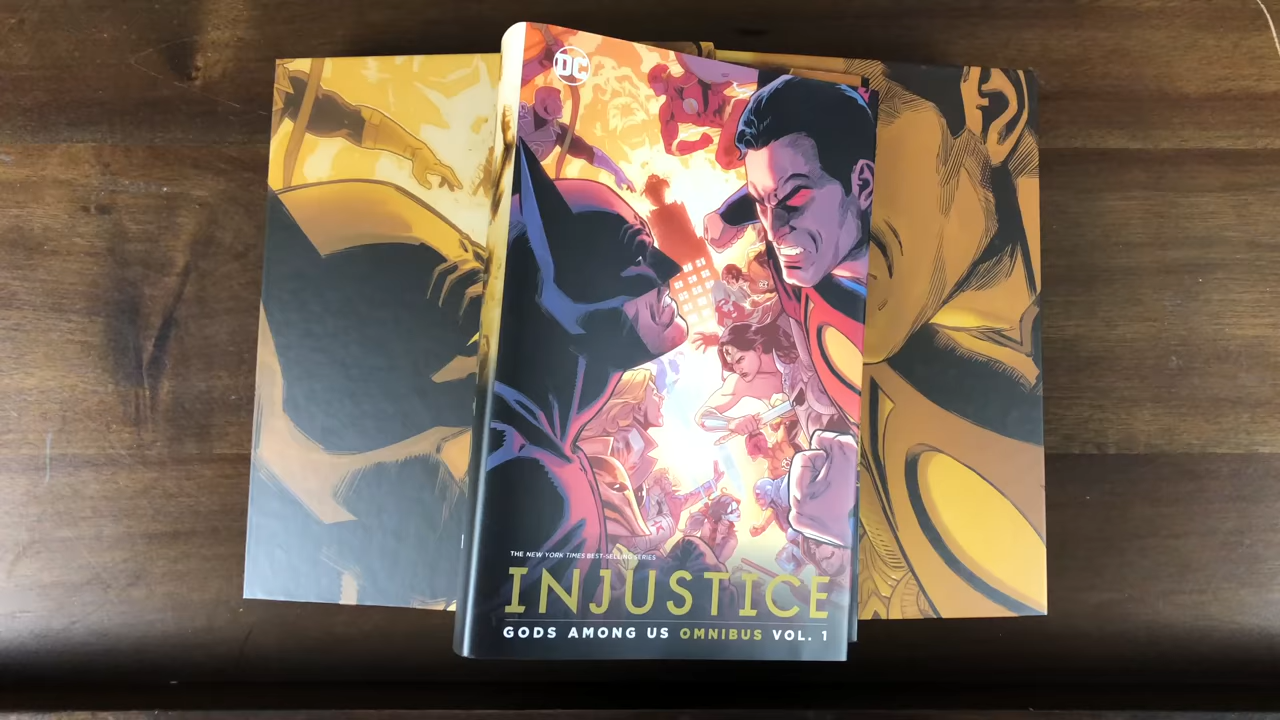 DC
THE NEW YORK TIMES BEST-SELLING SERIES
INJUSTICE
GODS AMONG US OMNIBUS VOL. 1